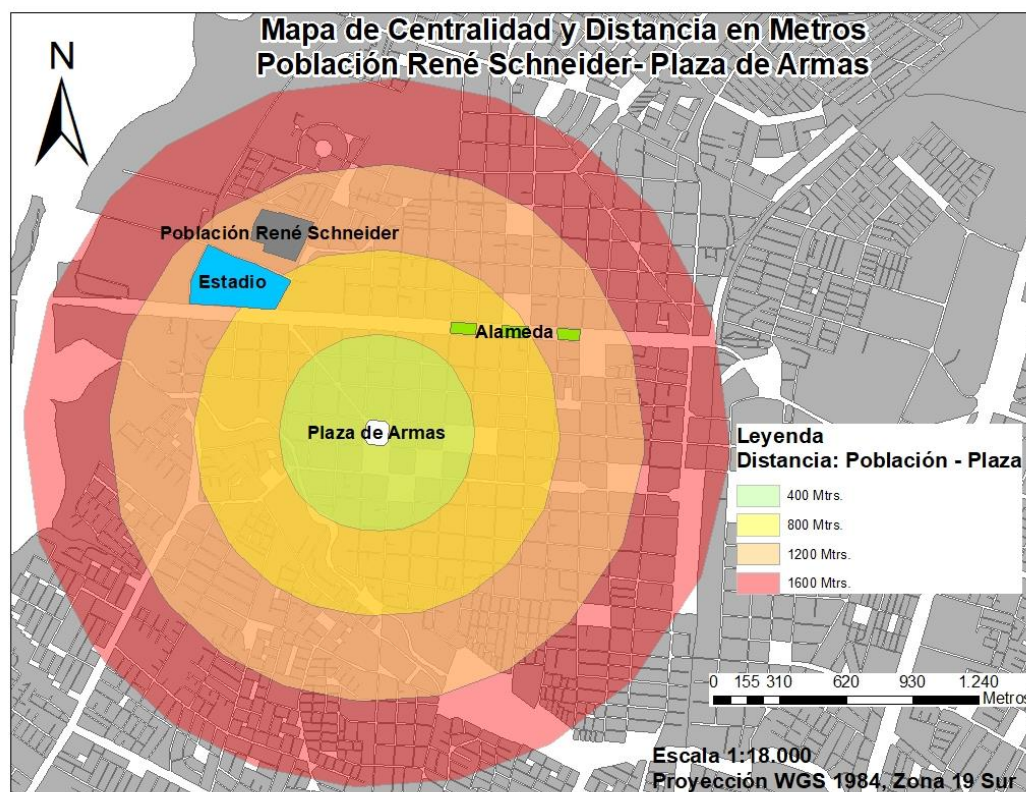 Mapa de Centralidad y Distancia en Metros
Población René Schneider- Plaza de Armas
N
Población René Schneider
Estadio
Alameda
Plaza de Armas
Leyenda
Distancia: Población - Plaza
400 Mtrs.
800 Mtrs.
1200 Mtrs.
1600 Mtrs.
0 155 310 620 930 1.240
Metros
Escala 1:18.000
Proyección WGS 1984, Zona 19 Sur